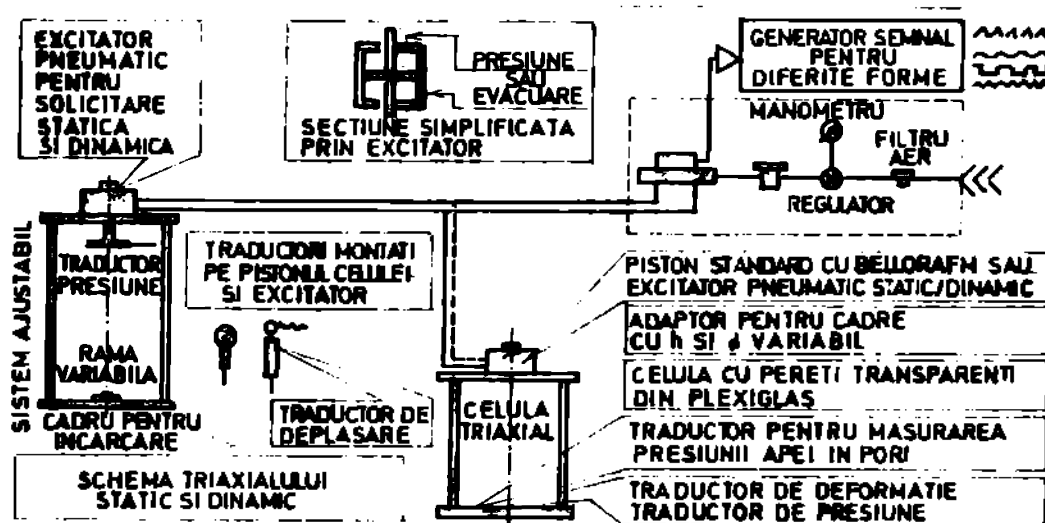 EXCITATOR
PNEUMATIC
PENTRU
SOLICITARE
STATICA
SI DINAMICA
PRESIUNE
SAU
EVACUARE
SECTIUNE SIMPLIFICATA
PRIN EXCITATOR
GENERATOR SEMNAL
PENTRU
DIFERITE FORME
MANOMETRU
FILTRU
AER
REGULATOR
SISTEM AJUSTABIL
TRADUCTOR
PRESIUNE
RAMA
VARIABILA
CADRU PENTRU
INCARCARE
TRADUCTORI MONTATI
PE PISTONUL CELULEI
SI EXCITATOR
TRADUCTOR DE
DEPLASARE
CELULA
TRIAXIAL
PISTON STANDARD CU BELLOFRAM SAU
EXCITATOR PNEUMATIC STATIC/DINAMIC
ADAPTOR PENTRU CADRE
CU h SI ø VARIABIL
CELULA CU PERETI TRANSPARENTI
DIN PLEXIGLAS
TRADUCTOR PENTRU MASURAREA
PRESIUNII APEI IN PORI
TRADUCTOR DE DEFORMATIE
TRADUCTOR DE PRESIUNE
SCHEMA TRIAXIALULUI
STATIC SI DINAMIC